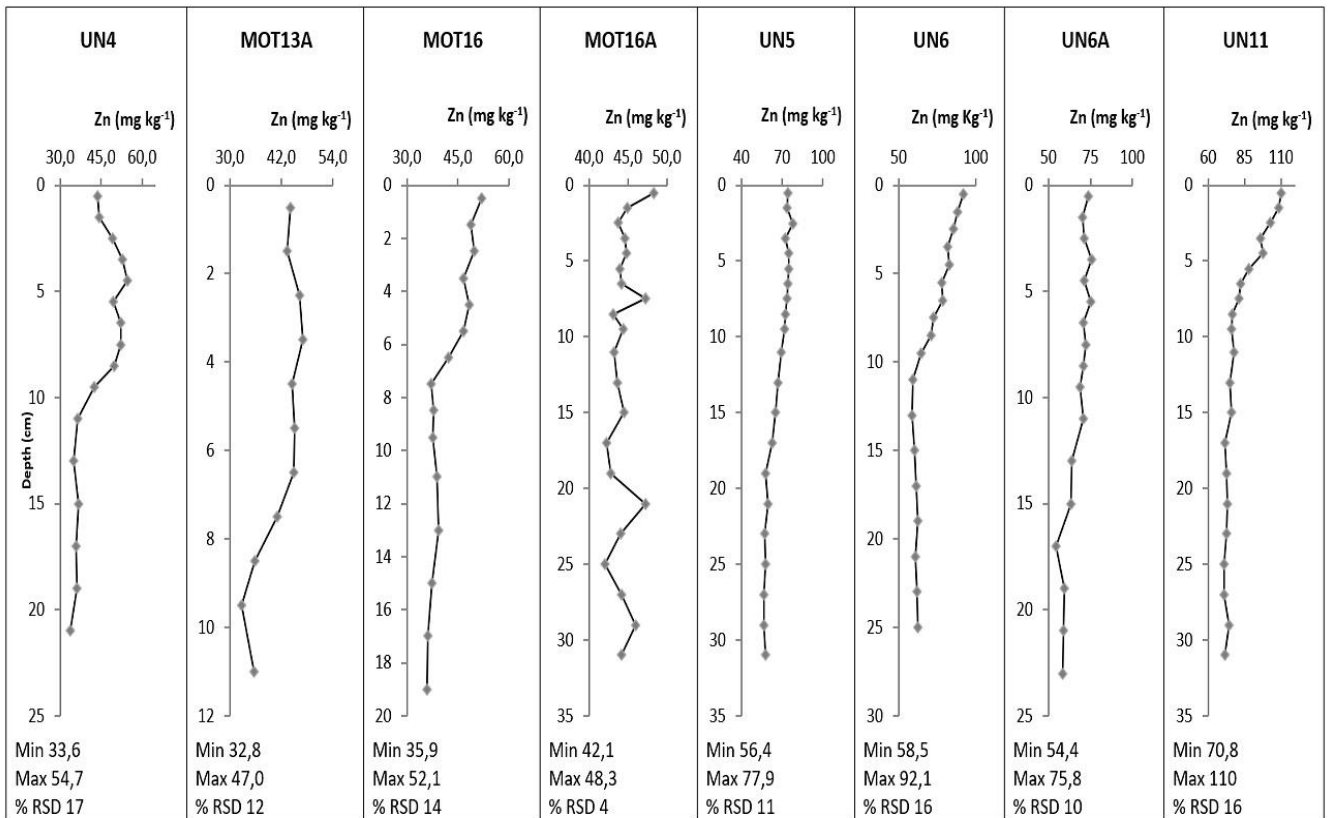 UN4 MOT13A MOT16 MOT16A UN5 UN6 UN6A UN11
Zn (mg kg⁻¹) Zn (mg kg⁻¹) Zn (mg kg⁻¹) Zn (mg kg⁻¹) Zn (mg kg⁻¹) Zn (mg Kg⁻¹) Zn (mg kg⁻¹) Zn (mg kg⁻¹)
30,0 45,0 60,0 30,0 42,0 54,0 30,0 45,0 60,0 40,0 45,0 50,0 40 70 100 50 100 50 75 100 60 85 110
Depth (cm)
0 5 10 15 20 25
0 2 4 6 8 10 12
0 2 4 6 8 10 12 14 16 18 20
0 5 10 15 20 25 30 35
0 5 10 15 20 25 30 35
0 5 10 15 20 25 30
0 5 10 15 20 25
0 5 10 15 20 25 30 35
Min 33,6 Min 32,8 Min 35,9 Min 42,1 Min 56,4 Min 58,5 Min 54,4 Min 70,8
Max 54,7 Max 47,0 Max 52,1 Max 48,3 Max 77,9 Max 92,1 Max 75,8 Max 110
% RSD 17 % RSD 12 % RSD 14 % RSD 4 % RSD 11 % RSD 16 % RSD 10 % RSD 16